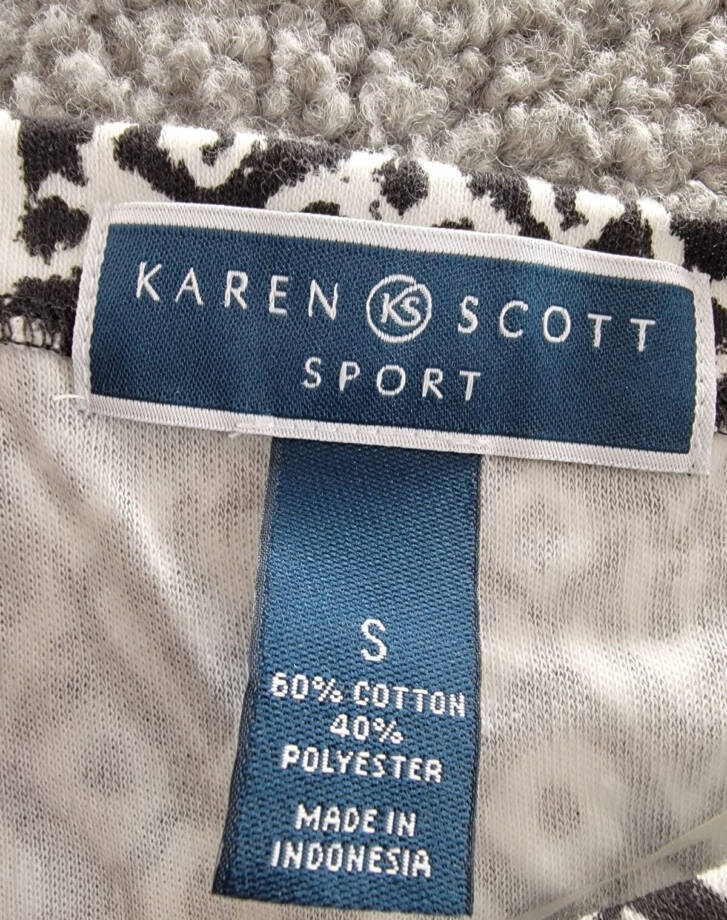 KAREN KS SCOTT
SPORT
S
60% COTTON
40%
POLYESTER
MADE IN
INDONESIA